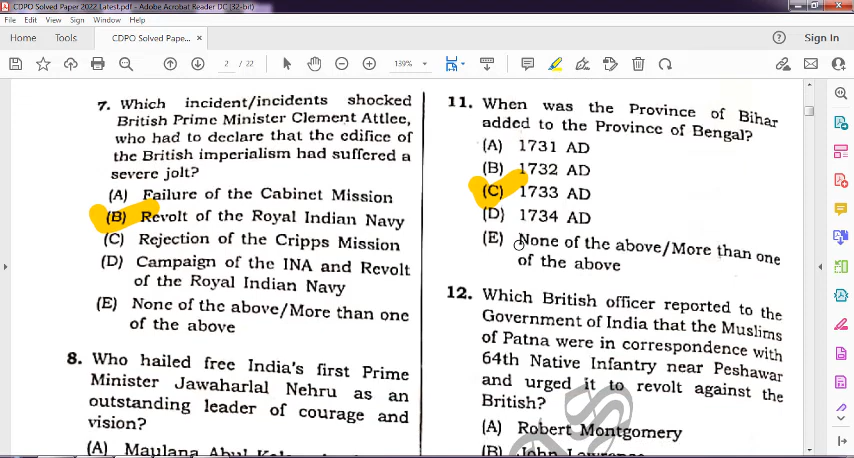 CDPO Solved Paper 2022 Latest.pdf - Adobe Acrobat Reader DC (32-bit)
File Edit View Sign Window Help
Home Tools CDPO Solved Pape... × Sign In
2 / 22 139%
7. Which incident/incidents shocked
British Prime Minister Clement Attlee,
who had to declare that the edifice of
the British imperialism had suffered a
severe jolt?
(A) Failure of the Cabinet Mission
(B) Revolt of the Royal Indian Navy
(C) Rejection of the Cripps Mission
(D) Campaign of the INA and Revolt
of the Royal Indian Navy
(E) None of the above/More than one
of the above
8. Who hailed free India's first Prime
Minister Jawaharlal Nehru as an
outstanding leader of courage and
vision?
(A) Maulana Abul
11. When was the Province of Bihar
added to the Province of Bengal?
(A) 1731 AD
(B) 1732 AD
(C) 1733 AD
(D) 1734 AD
(E) None of the above/More than one
of the above
12. Which British officer reported to the
Government of India that the Muslims
of Patna were in correspondence with
64th Native Infantry near Peshawar
and urged it to revolt against the
British?
(A) Robert Montgomery
(B) John Lawrence